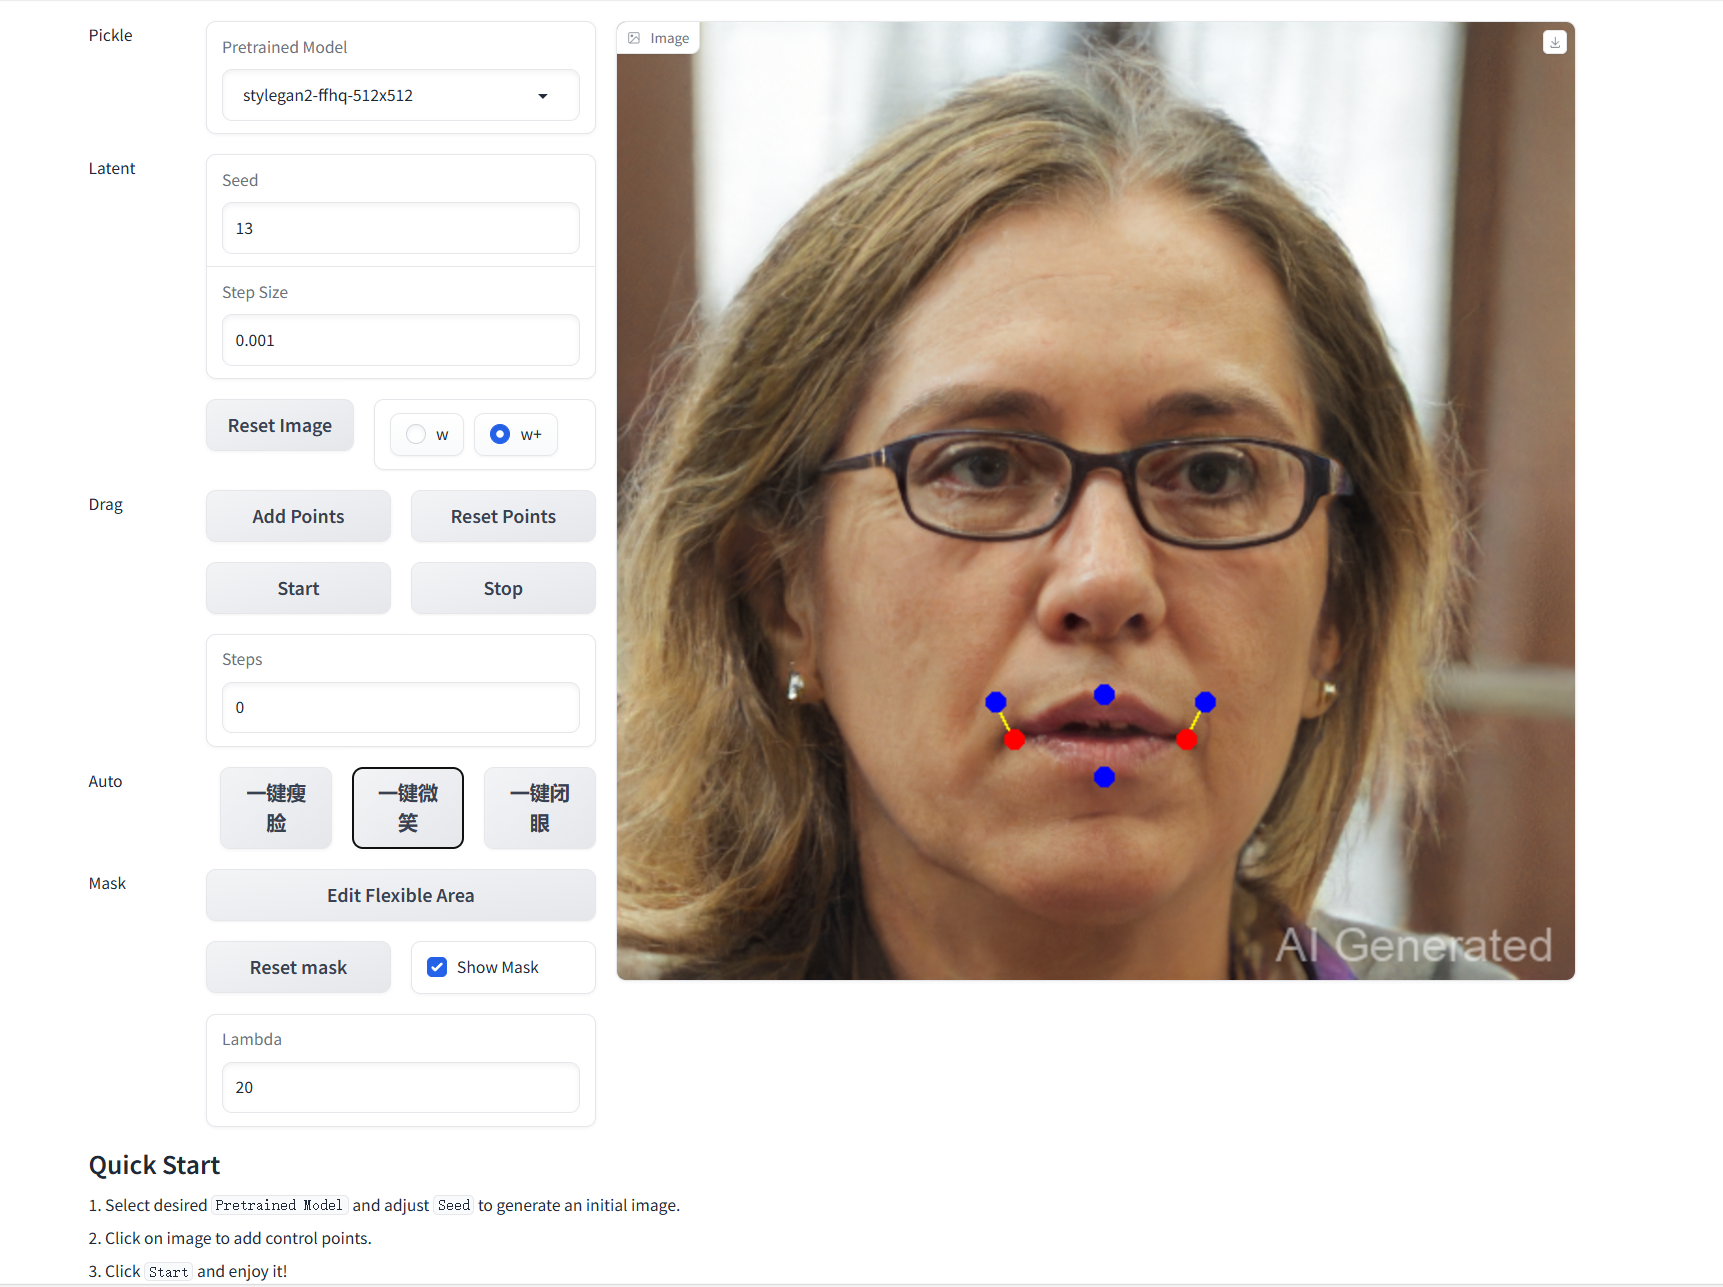 Pickle
Pretrained Model
stylegan2-ffhq-512x512
Image
Latent
Seed
13
Step Size
0.001
Reset Image
w
w+
Drag
Add Points
Reset Points
Start
Stop
Steps
0
Auto
一键瘦
脸
一键微
笑
一键闭
眼
Mask
Edit Flexible Area
Reset mask
Show Mask
Lambda
20
AI Generated
Quick Start
1. Select desired Pretrained Model and adjust Seed to generate an initial image.
2. Click on image to add control points.
3. Click Start and enjoy it!